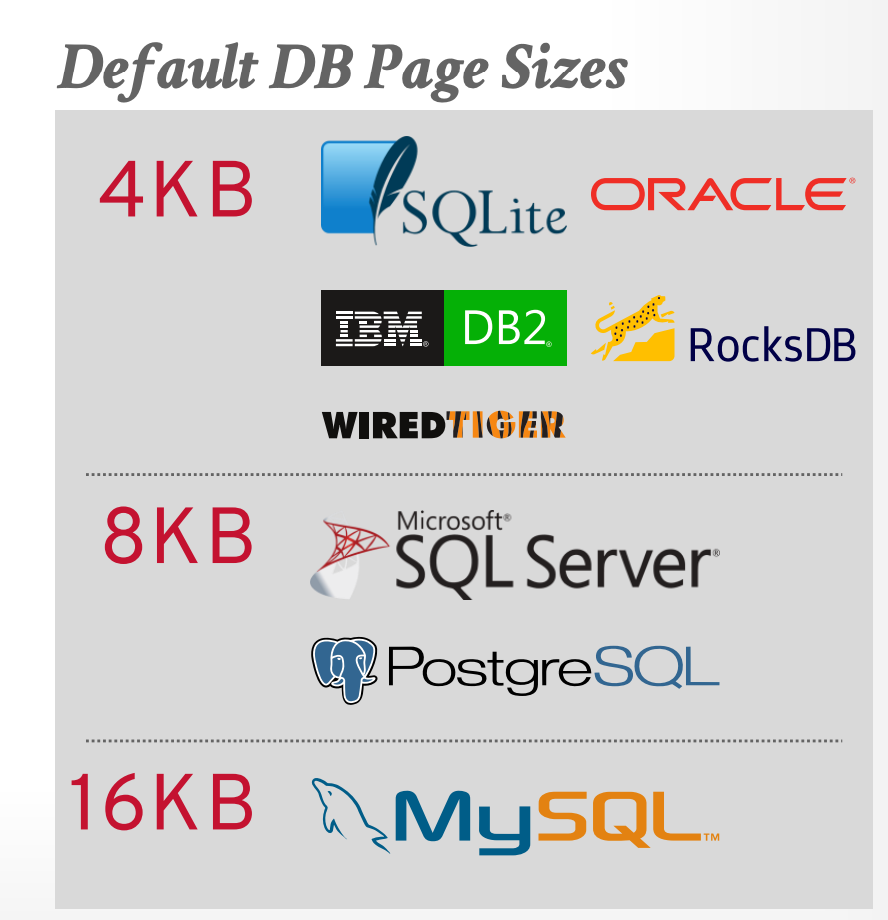 Default DB Page Sizes
4KB
SQLite
ORACLE®
IBM® DB2®
RocksDB
WIREDTIGER
8KB
Microsoft®
SQL Server®
PostgreSQL
16KB
MySQL™